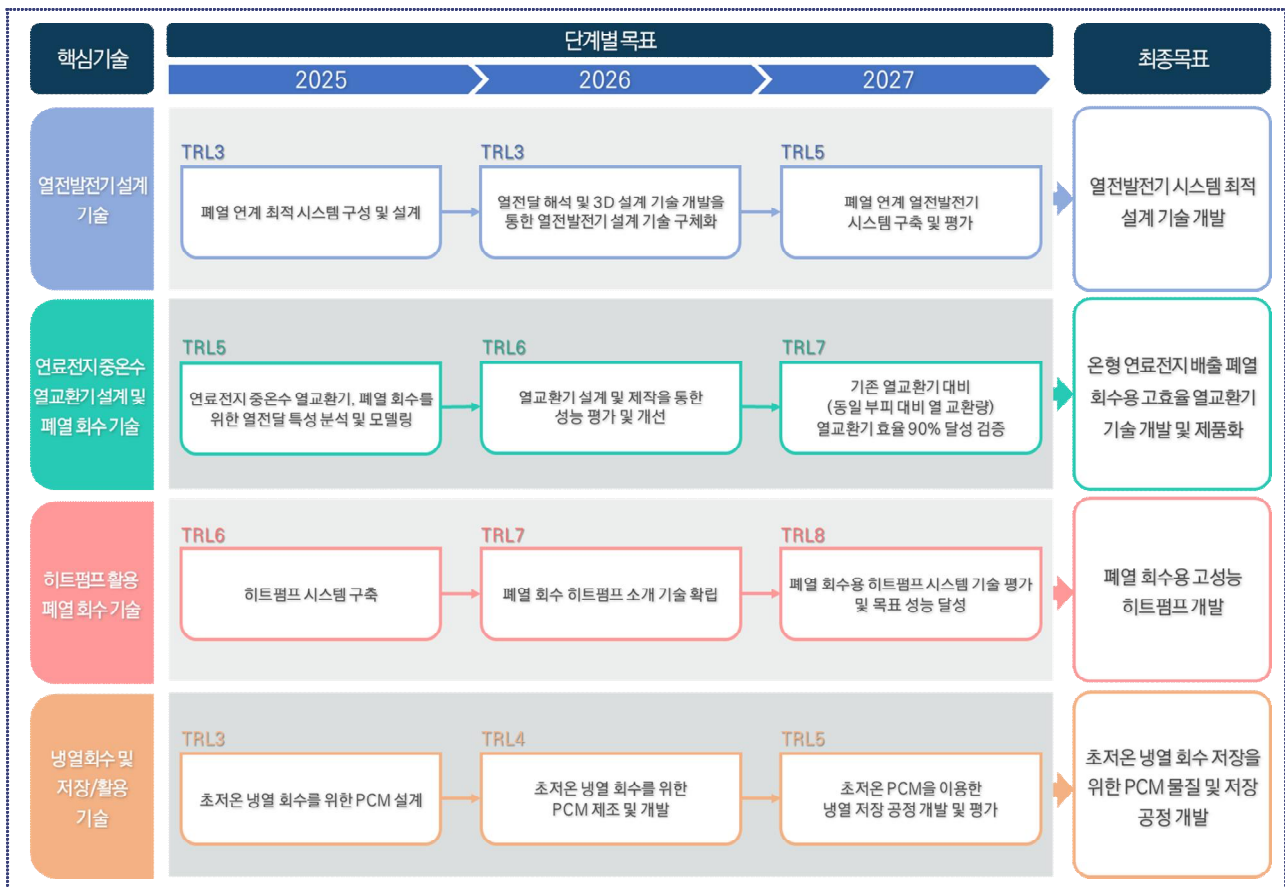 핵심기술
단계별 목표
최종목표
2025
2026
2027
열전발전기 설계
기술
TRL3
폐열 연계 최적 시스템 구성 및 설계
TRL3
열전달 해석 및 3D 설계 기술 개발을
통한 열전발전기 설계 기술 구체화
TRL5
폐열 연계 열전발전기
시스템 구축 및 평가
열전발전기 시스템 최적
설계 기술 개발
연료전지 중온수
열교환기 설계 및
폐열 회수 기술
TRL5
연료전지 중온수 열교환기, 폐열 회수를
위한 열전달 특성 분석 및 모델링
TRL6
열교환기 설계 및 제작을 통한
성능 평가 및 개선
TRL7
기존 열교환기 대비
(동일 부피 대비 열 교환량)
열교환기 효율 90% 달성 검증
온형 연료전지 배출 폐열
회수용 고효율 열교환기
기술 개발 및 제품화
히트펌프 활용
폐열 회수 기술
TRL6
히트펌프 시스템 구축
TRL7
폐열 회수 히트펌프 소개 기술 확립
TRL8
폐열 회수용 히트펌프 시스템 기술 평가
및 목표 성능 달성
폐열 회수용 고성능
히트펌프 개발
냉열회수 및
저장/활용
기술
TRL3
초저온 냉열 회수를 위한 PCM 설계
TRL4
초저온 냉열 회수를 위한
PCM 제조 및 개발
TRL5
초저온 PCM을 이용한
냉열 저장 공정 개발 및 평가
초저온 냉열 회수 저장을
위한 PCM 물질 및 저장
공정 개발